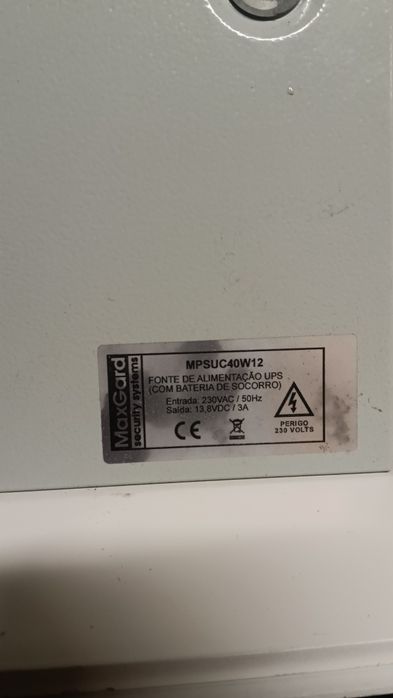 MaxGard
security systems
MPSUC40W12
FONTE DE ALIMENTAÇÃO UPS
(COM BATERIA DE SOCORRO)
Entrada: 230VAC / 50Hz
Saída: 13,8VDC / 3A
CE
PERIGO
230 VOLTS